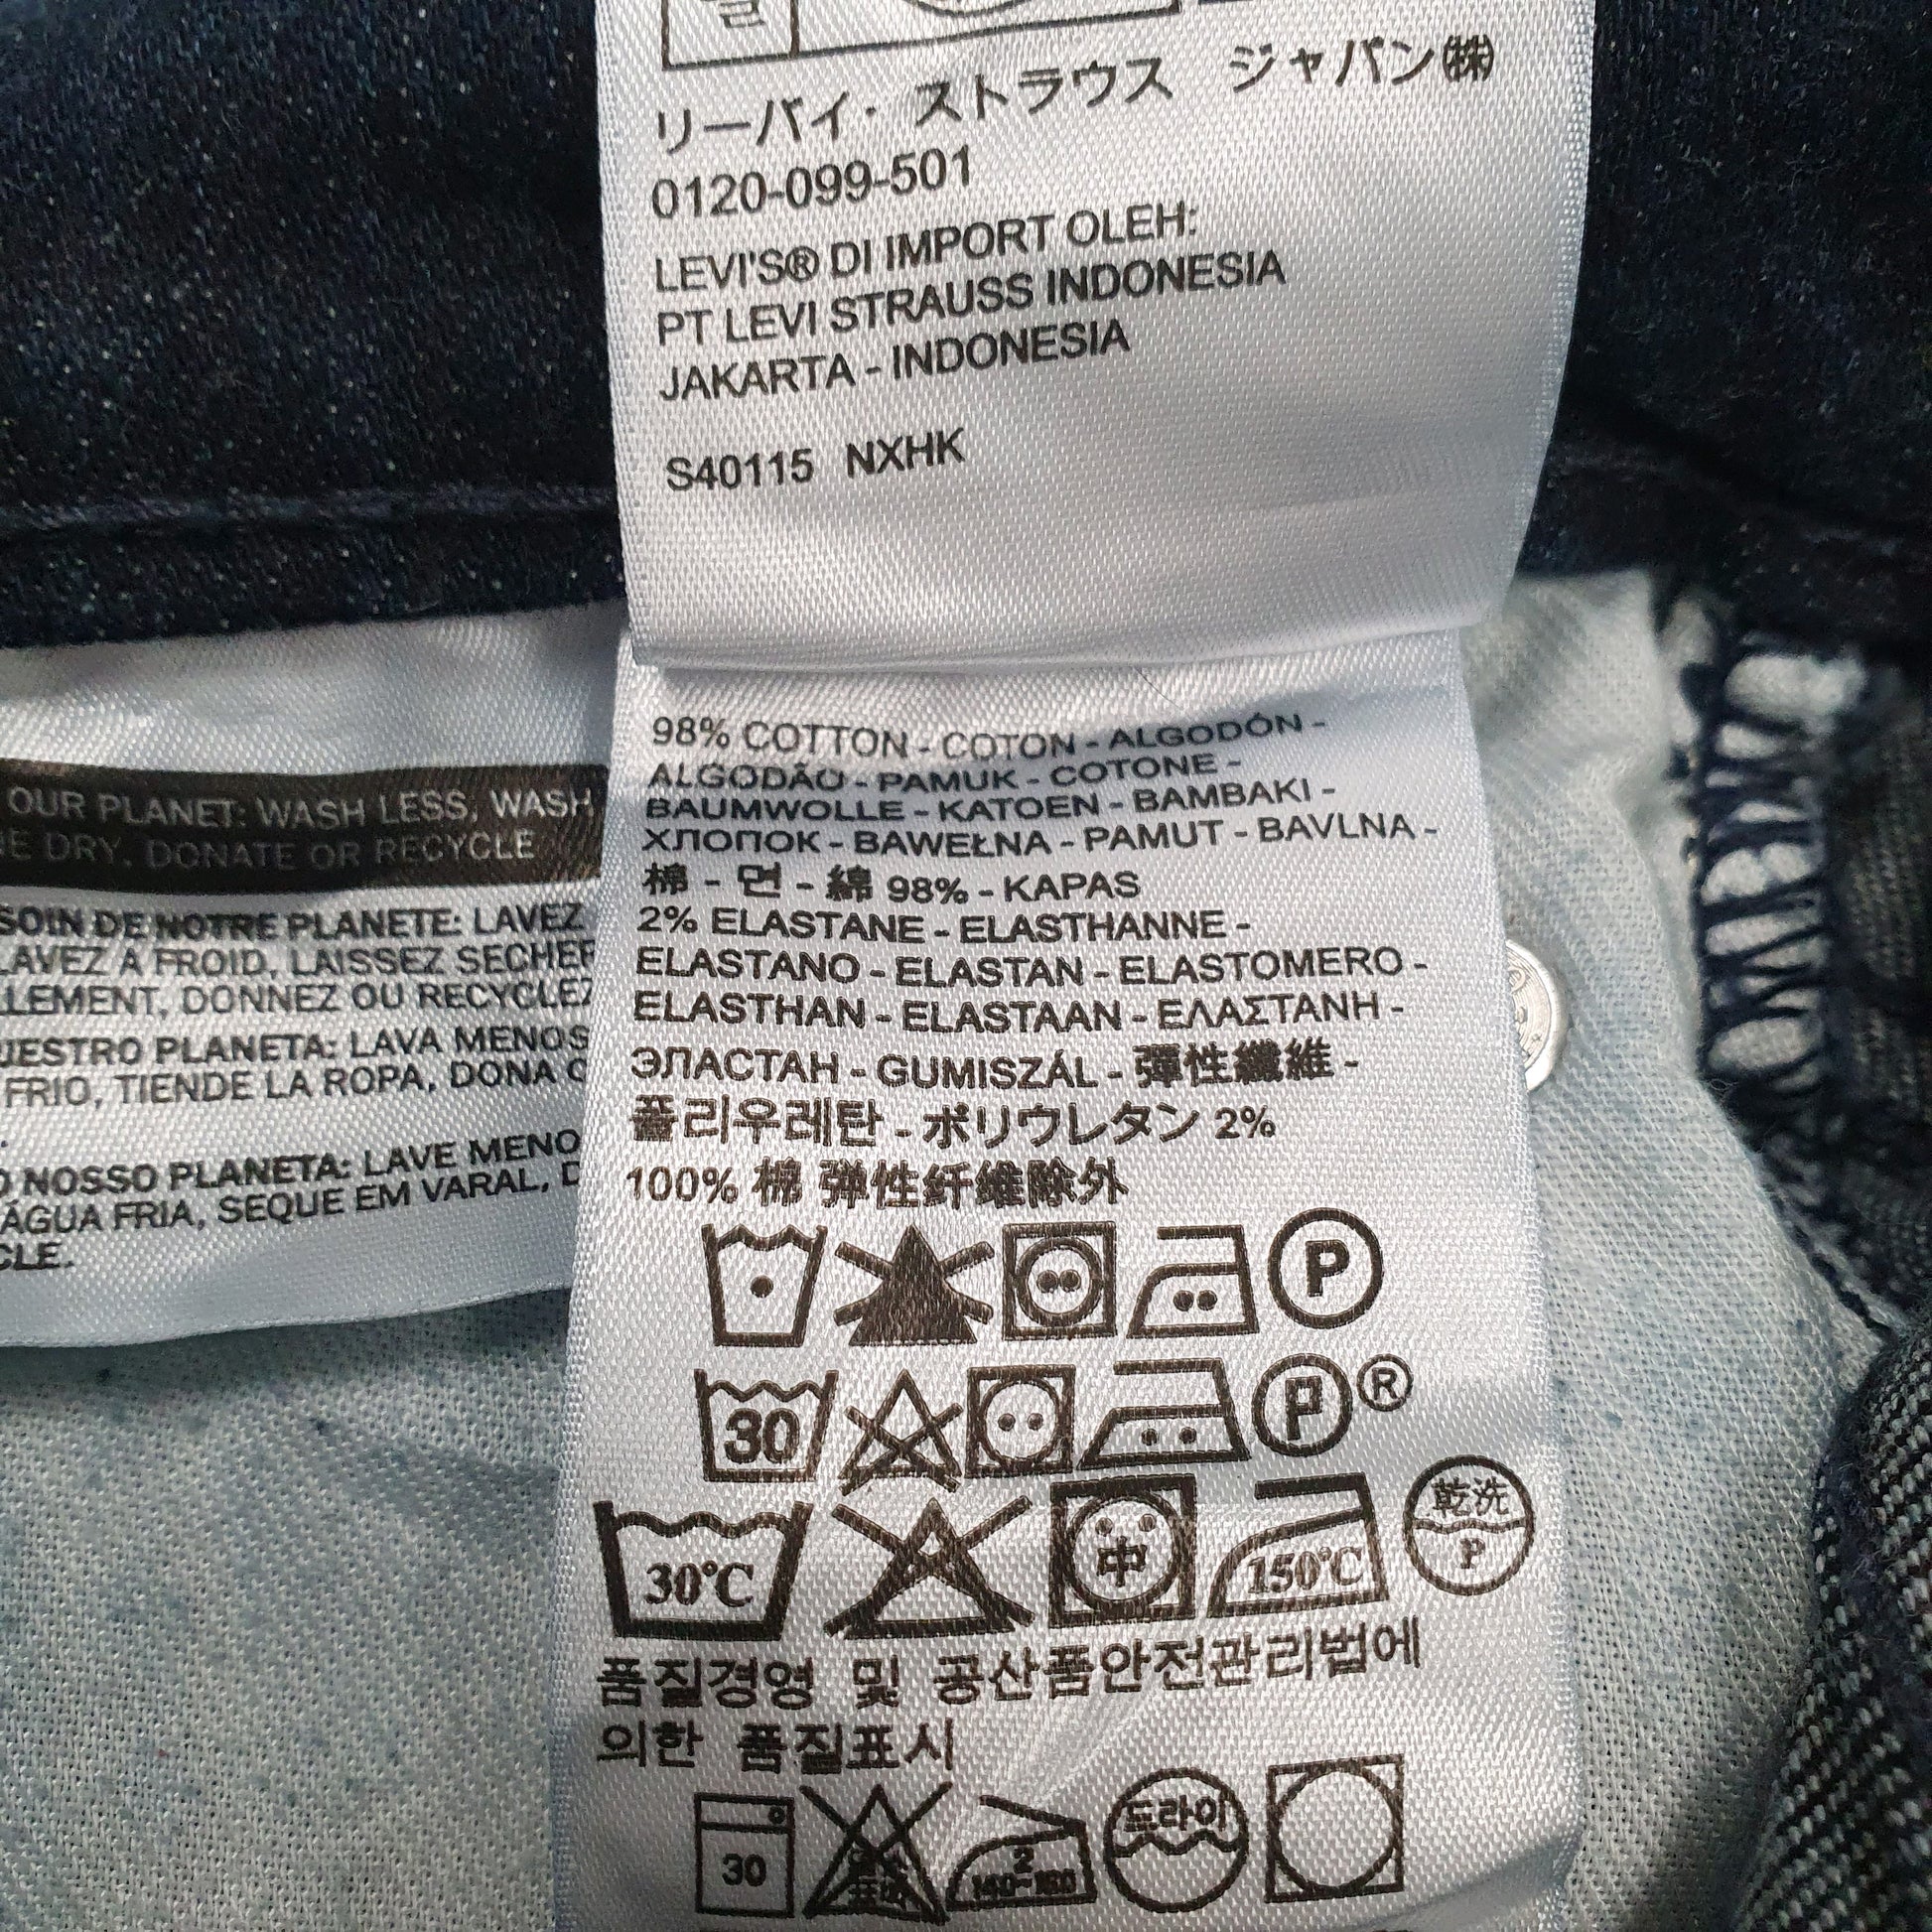 リーバイ・ストラウス ジャパン㈱
0120-099-501
LEVI'S® DI IMPORT OLEH:
PT LEVI STRAUSS INDONESIA
JAKARTA - INDONESIA
S40115 NXHK
OUR PLANET: WASH LESS, WASH
E DRY. DONATE OR RECYCLE
SOIN DE NOTRE PLANETE: LAVEZ
LAVEZ A FROID, LAISSEZ SECHER
LLEMENT, DONNEZ OU RECYCLEZ
UESTRO PLANETA: LAVA MENOS
FRIO, TIENDE LA ROPA, DONA O
O NOSSO PLANETA: LAVE MENO
ÁGUA FRIA, SEQUE EM VARAL, D
CLE.
98% COTTON - COTON - ALGODÓN -
ALGODÃO - PAMUK - COTONE -
BAUMWOLLE - KATOEN - BAMBAKI -
ХЛОПОК - BAWEŁNA - PAMUT - BAVLNA -
棉 - 면 - 綿 98% - KAPAS
2% ELASTANE - ELASTHANNE -
ELASTANO - ELASTAN - ELASTOMERO -
ELASTHAN - ELASTAAN - ΕΛΑΣΤΑΝΗ -
ЭЛАСТАН - GUMISZÁL - 彈性纖維 -
폴리우레탄 - ポリウレタン 2%
100% 棉 弹性纤维除外
P
30 P ®
30℃ 中 150℃ 乾洗 P
품질경영 및 공산품안전관리법에
의한 품질표시
30 2 140~160 드라이